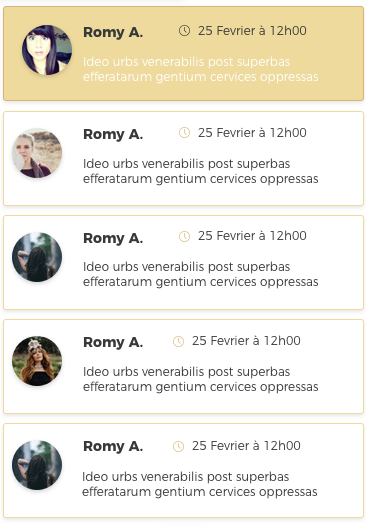 Romy A. 25 Fevrier à 12h00
Ideo urbs venerabilis post superbas
efferatarum gentium cervices oppressas
Romy A. 25 Fevrier à 12h00
Ideo urbs venerabilis post superbas
efferatarum gentium cervices oppressas
Romy A. 25 Fevrier à 12h00
Ideo urbs venerabilis post superbas
efferatarum gentium cervices oppressas
Romy A. 25 Fevrier à 12h00
Ideo urbs venerabilis post superbas
efferatarum gentium cervices oppressas
Romy A. 25 Fevrier à 12h00
Ideo urbs venerabilis post superbas
efferatarum gentium cervices oppressas